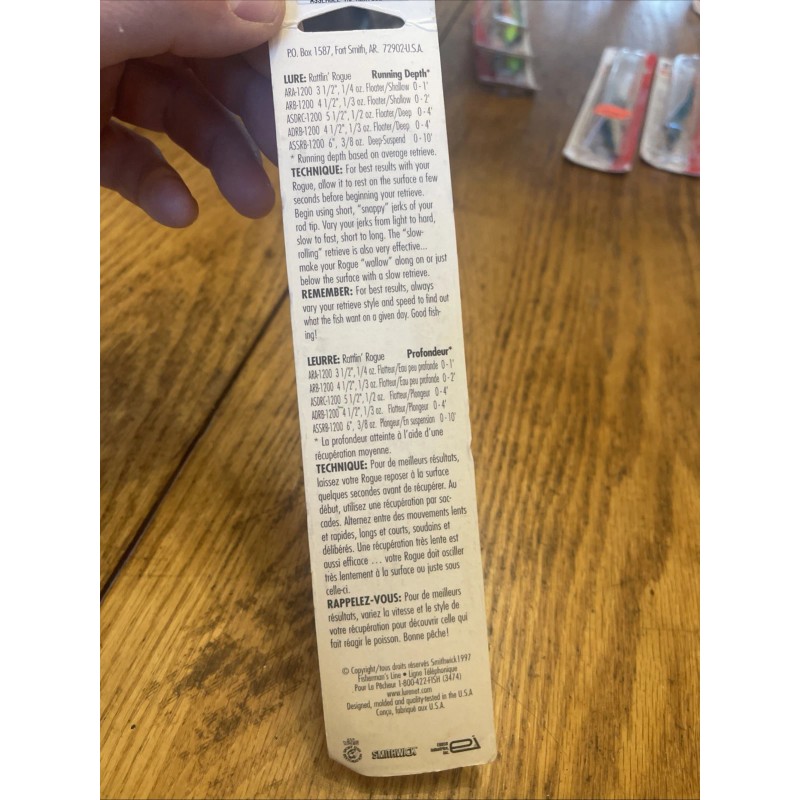 P.O. Box 1587, Fort Smith, AR. 72902-U.S.A.
LURE: Rattlin' Rogue Running Depth*
ARA-1200 3 1/2", 1/4 oz. Floater/Shallow 0 - 1'
ARB-1200 4 1/2", 1/3 oz. Floater/Shallow 0 - 2'
ASDRC-1200 5 1/2", 1/2 oz. Floater/Deep 0 - 4'
ADRB-1200 4 1/2", 1/3 oz. Floater/Deep 0 - 4'
ASSRB-1200 6", 3/8 oz. Deep-Suspend 0 - 10'
* Running depth based on average retrieve.
TECHNIQUE: For best results with your
Rogue, allow it to rest on the surface a few
seconds before beginning your retrieve.
Begin using short, "snappy" jerks of your
rod tip. Vary your jerks from light to hard,
slow to fast, short to long. The "slow-
rolling" retrieve is also very effective...
make your Rogue "wallow" along on or just
below the surface with a slow retrieve.
REMEMBER: For best results, always
vary your retrieve style and speed to find out
what the fish want on a given day. Good fish-
ing!
LEURRE: Rattlin' Rogue Profondeur*
ARA-1200 3 1/2", 1/4 oz. Flotteur/Eau peu profonde 0 - 1'
ARB-1200 4 1/2", 1/3 oz. Flotteur/Eau peu profonde 0 - 2'
ASDRC-1200 5 1/2", 1/2 oz. Flotteur/Plongeur 0 - 4'
ADRB-1200 4 1/2", 1/3 oz. Flotteur/Plongeur 0 - 4'
ASSRB-1200 6", 3/8 oz. Plongeur/En suspension 0 - 10'
* La profondeur atteinte à l'aide d'une
récupération moyenne.
TECHNIQUE: Pour de meilleurs résultats,
laissez votre Rogue reposer à la surface
quelques secondes avant de récupérer. Au
début, utilisez une récupération par sac-
cades. Alternez entre des mouvements lents
et rapides, longs et courts, soudains et
délibérés. Une récupération très lente est
aussi efficace ... votre Rogue doit osciller
très lentement à la surface ou juste sous
celle-ci.
RAPPELEZ-VOUS: Pour de meilleurs
résultats, variez la vitesse et le style de
votre récupération pour découvrir celle qui
fait réagir le poisson. Bonne pêche!
© Copyright/tous droits réservés Smithwick1997
Fisherman's Line • Ligne Téléphonique
Pour Le Pêcheur 1-800-422-FISH (3474)
www.lurenet.com
Designed, molded and quality-tested in the U.S.A
Conçu, fabriqué aux U.S.A.
SMITHWICK